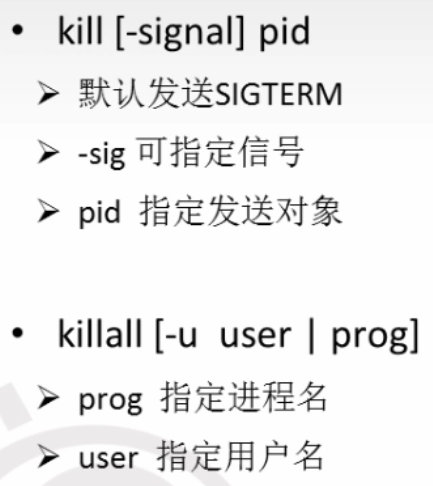 • kill [-signal] pid
➢ 默认发送SIGTERM
➢ -sig 可指定信号
➢ pid 指定发送对象
• killall [-u user | prog]
➢ prog 指定进程名
➢ user 指定用户名